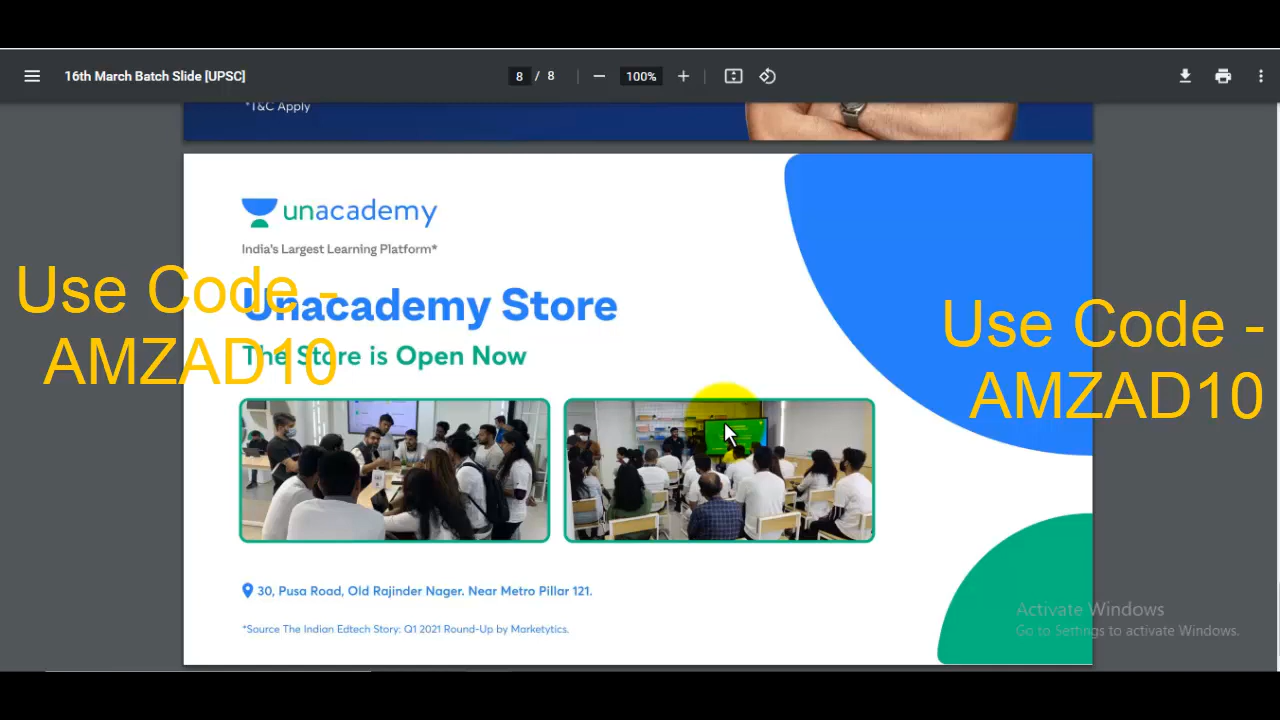 16th March Batch Slide [UPSC]
8 / 8
100%
*T&C Apply
unacademy
India's Largest Learning Platform*
Unacademy Store
The Store is Open Now
Use Code -
AMZAD10
Use Code -
AMZAD10
30, Pusa Road, Old Rajinder Nager. Near Metro Pillar 121.
*Source The Indian Edtech Story: Q1 2021 Round-Up by Marketytics.
Activate Windows
Go to Settings to activate Windows.